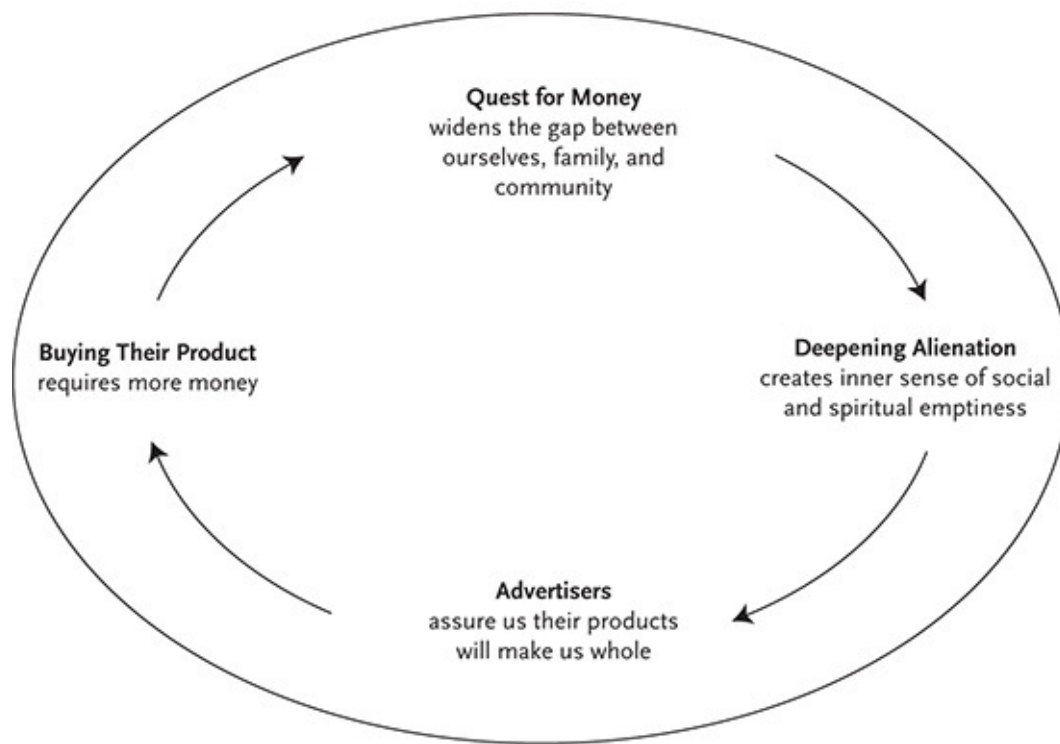 Quest for Money
widens the gap between
ourselves, family, and
community
Deepening Alienation
creates inner sense of social
and spiritual emptiness
Advertisers
assure us their products
will make us whole
Buying Their Product
requires more money